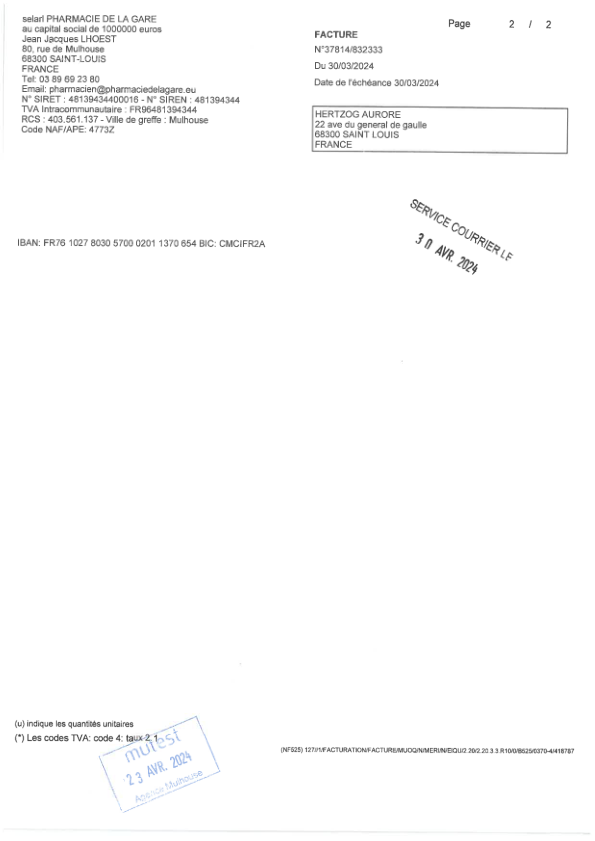 selarl PHARMACIE DE LA GARE
au capital social de 1000000 euros
Jean Jacques LHOEST
80, rue de Mulhouse
68300 SAINT-LOUIS
FRANCE
Tel: 03 89 69 23 80
Email: pharmacien@pharmaciedelagare.eu
N° SIRET : 48139434400016 - N° SIREN : 481394344
TVA Intracommunautaire : FR96481394344
RCS : 403.561.137 - Ville de greffe : Mulhouse
Code NAF/APE: 4773Z
Page 2 / 2
FACTURE
N°37814/832333
Du 30/03/2024
Date de l'échéance 30/03/2024
HERTZOG AURORE
22 ave du general de gaulle
68300 SAINT LOUIS
FRANCE
SERVICE COURRIER LE
30 AVR. 2024
IBAN: FR76 1027 8030 5700 0201 1370 654 BIC: CMCIFR2A
(u) indique les quantités unitaires
(*) Les codes TVA: code 4: taux 2.1
mutest
23 AVR. 2024
Agence Mulhouse
(NF525) 127/1/FACTURATION/FACTURE/MUOQ/N/MERI/N/EIQU/2.20/2.20.3.3.R10/0/B525/0370-4/418787